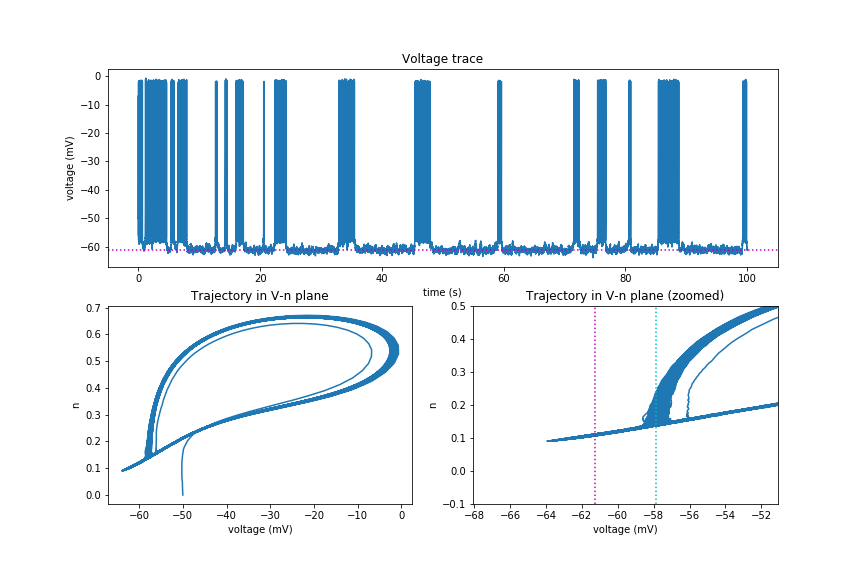 Voltage trace
voltage (mV)
0
−10
−20
−30
−40
−50
−60
0 20 40 60 80 100
time (s)
Trajectory in V-n plane
n
0.7
0.6
0.5
0.4
0.3
0.2
0.1
0.0
−60 −50 −40 −30 −20 −10 0
voltage (mV)
Trajectory in V-n plane (zoomed)
n
0.5
0.4
0.3
0.2
0.1
0.0
−0.1
−68 −66 −64 −62 −60 −58 −56 −54 −52
voltage (mV)